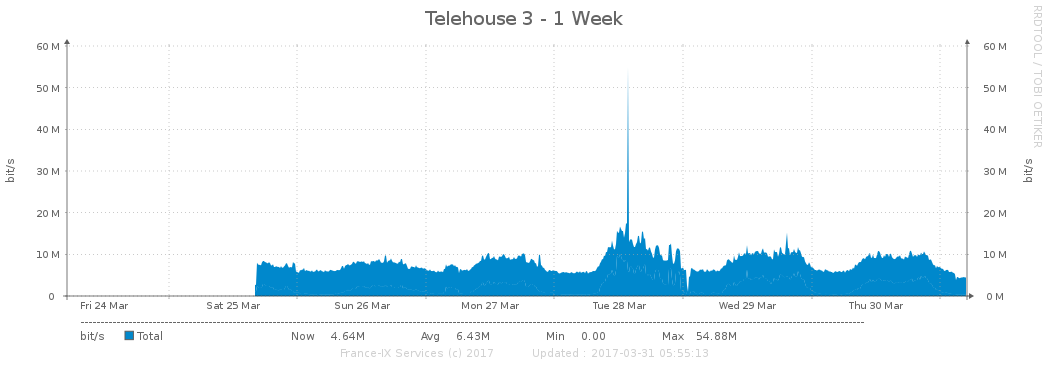 Telehouse 3 - 1 Week
RRDTOOL / TOBI OETIKER
bit/s
60 M
50 M
40 M
30 M
20 M
10 M
0
60 M
50 M
40 M
30 M
20 M
10 M
0 M
bit/s
Fri 24 Mar Sat 25 Mar Sun 26 Mar Mon 27 Mar Tue 28 Mar Wed 29 Mar Thu 30 Mar
bit/s Total Now 4.64M Avg 6.43M Min 0.00 Max 54.88M
France-IX Services (c) 2017 Updated : 2017-03-31 05:55:13